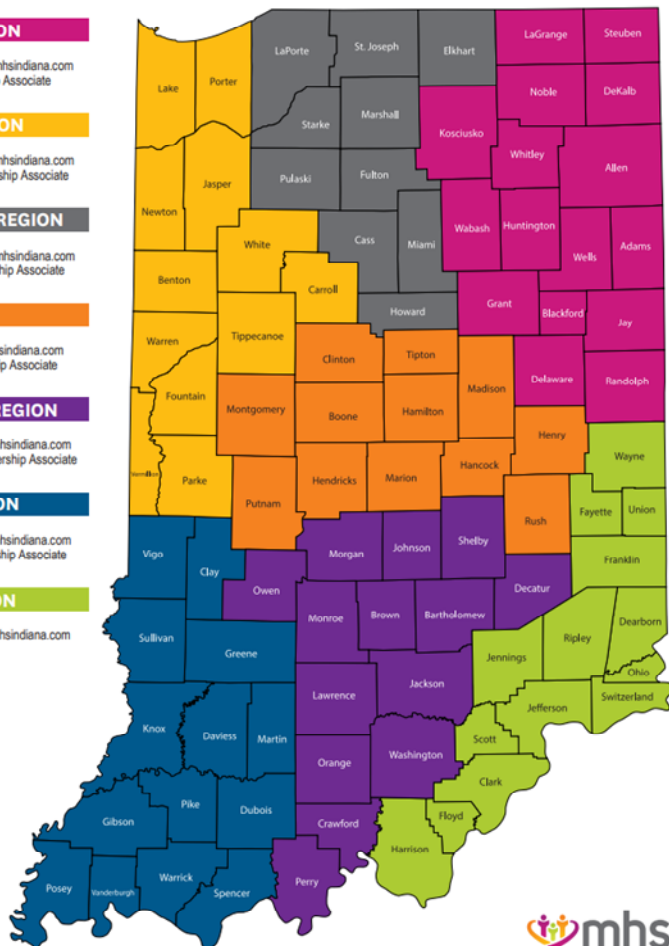 ON
mhsindiana.com
Associate
ON
mhsindiana.com
ship Associate
REGION
mhsindiana.com
hip Associate
sindiana.com
p Associate
REGION
hsindiana.com
ership Associate
ON
hsindiana.com
ship Associate
ON
hsindiana.com
LaPorte
St. Joseph
Elkhart
LaGrange
Steuben
Lake
Porter
Noble
DeKalb
Starke
Marshall
Kosciusko
Whitley
Allen
Pulaski
Fulton
Newton
Jasper
White
Cass
Miami
Wabash
Huntington
Wells
Adams
Benton
Carroll
Howard
Grant
Blackford
Jay
Warren
Tippecanoe
Clinton
Tipton
Madison
Delaware
Randolph
Fountain
Montgomery
Boone
Hamilton
Henry
Wayne
Vermillion
Parke
Putnam
Hendricks
Marion
Hancock
Rush
Fayette
Union
Vigo
Clay
Owen
Morgan
Johnson
Shelby
Decatur
Franklin
Sullivan
Greene
Monroe
Brown
Bartholomew
Jennings
Ripley
Dearborn
Ohio
Knox
Daviess
Martin
Lawrence
Jackson
Jefferson
Switzerland
Orange
Washington
Scott
Clark
Gibson
Pike
Dubois
Crawford
Floyd
Harrison
Posey
Vanderburgh
Warrick
Spencer
Perry
mhs